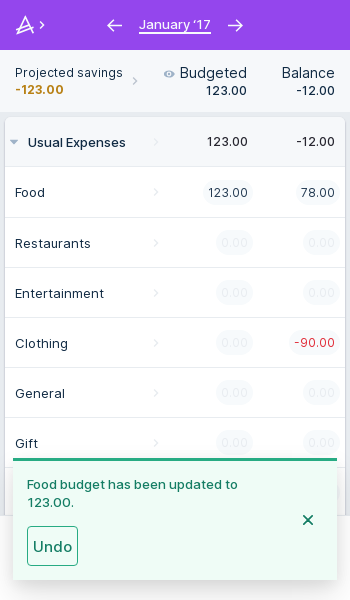 January ‘17
Projected savings
-123.00
Budgeted
123.00
Balance
-12.00
Usual Expenses 123.00 -12.00
Food 123.00 78.00
Restaurants 0.00 0.00
Entertainment 0.00 0.00
Clothing 0.00 -90.00
General 0.00 0.00
Gift 0.00 0.00
Food budget has been updated to
123.00.
Undo